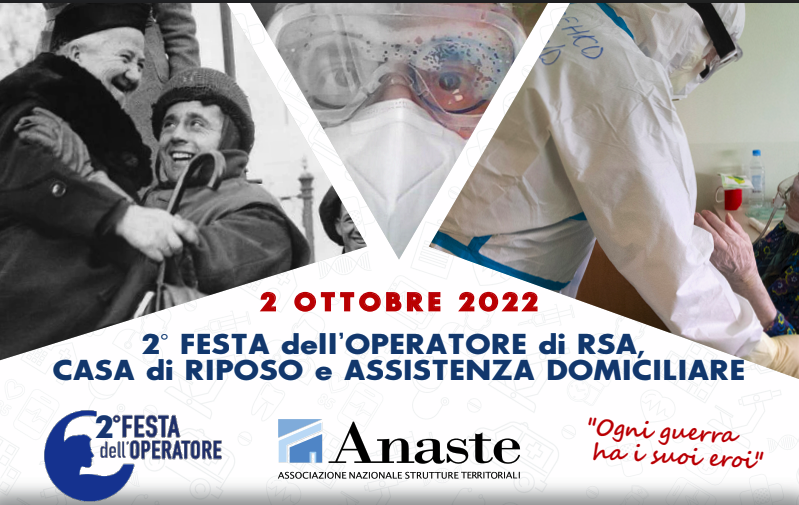 2 OTTOBRE 2022
2° FESTA dell'OPERATORE di RSA,
CASA di RIPOSO e ASSISTENZA DOMICILIARE
2°FESTA
dell'OPERATORE
Anaste
ASSOCIAZIONE NAZIONALE STRUTTURE TERRITORIALI
"Ogni guerra
ha i suoi eroi"